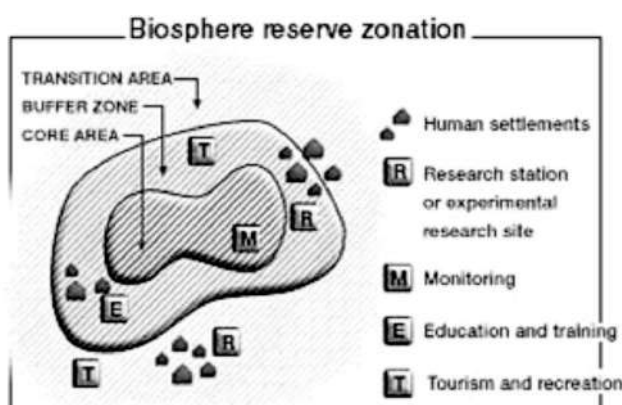 Biosphere reserve zonation
TRANSITION AREA
BUFFER ZONE
CORE AREA
T
R
M
E
R
T
Human settlements
R Research station
or experimental
research site
M Monitoring
E Education and training
T Tourism and recreation